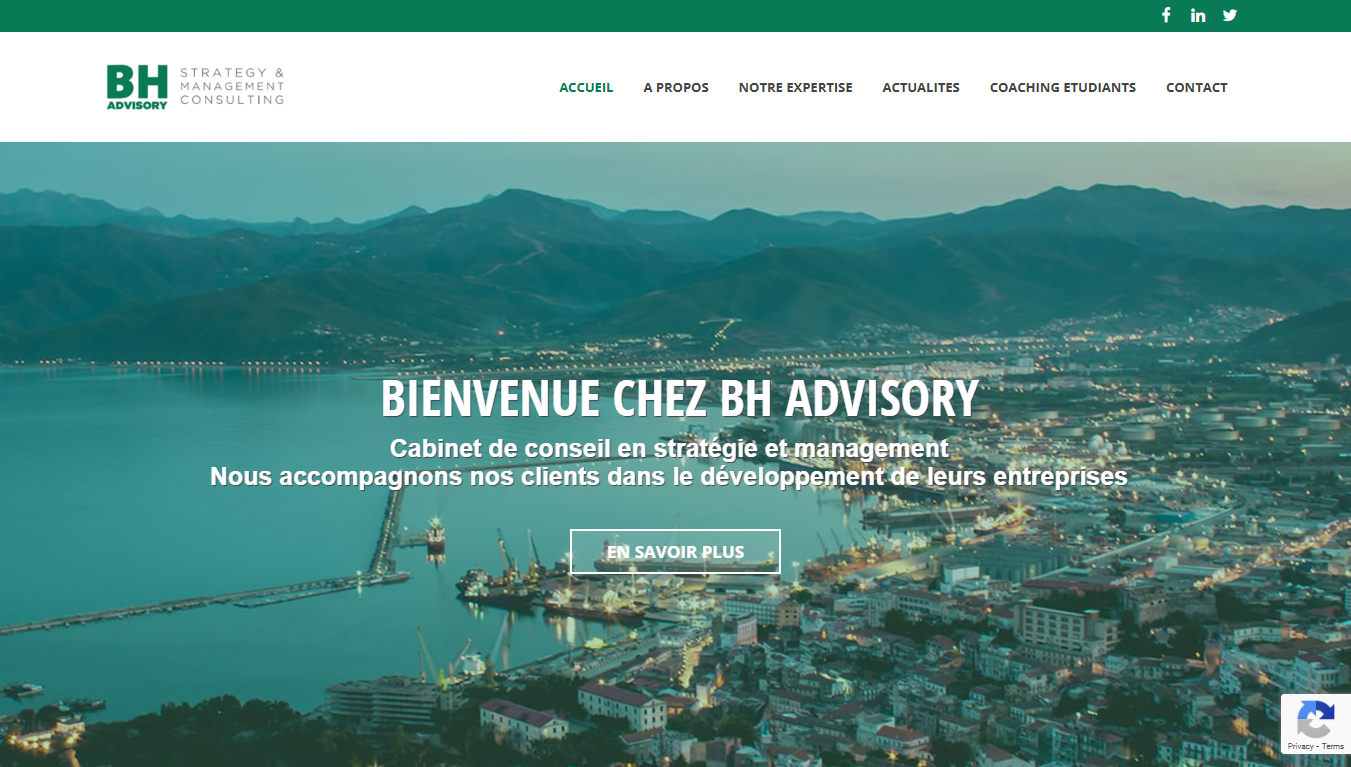 BH
ADVISORY
STRATEGY &
MANAGEMENT
CONSULTING
ACCUEIL
A PROPOS
NOTRE EXPERTISE
ACTUALITES
COACHING ETUDIANTS
CONTACT
BIENVENUE CHEZ BH ADVISORY
Cabinet de conseil en stratégie et management
Nous accompagnons nos clients dans le développement de leurs entreprises
EN SAVOIR PLUS
Privacy - Terms